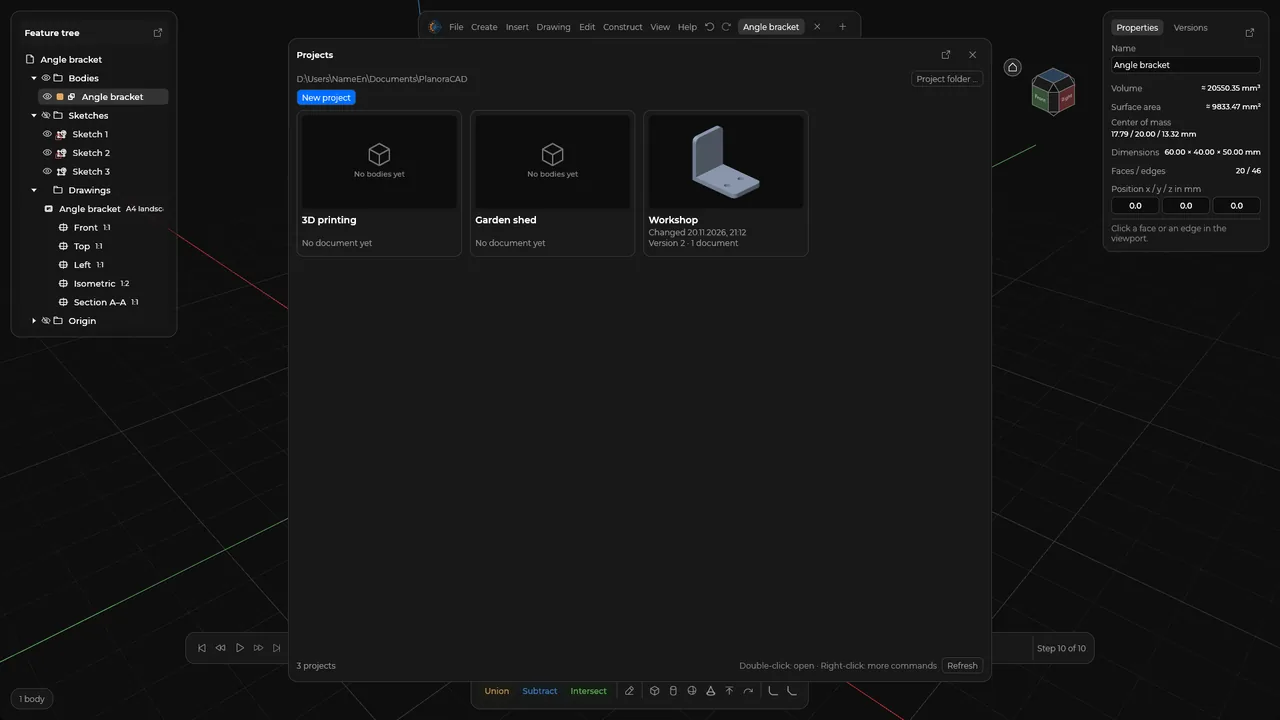 Feature tree
Angle bracket
Bodies
Angle bracket
Sketches
Sketch 1
Sketch 2
Sketch 3
Drawings
Angle bracket A4 landsc
Front 1:1
Top 1:1
Left 1:1
Isometric 1:2
Section A–A 1:1
Origin
1 body
File Create Insert Drawing Edit Construct View Help Angle bracket
Projects
D:\Users\NameEn\Documents\PlanoraCAD
Project folder...
New project
No bodies yet
3D printing
No document yet
No bodies yet
Garden shed
No document yet
Workshop
Changed 20.11.2026, 21:12
Version 2 · 1 document
3 projects
Double-click: open · Right-click: more commands
Refresh
Step 10 of 10
Union Subtract Intersect
Front
Right
Properties Versions
Name
Angle bracket
Volume ≈ 20550.35 mm³
Surface area ≈ 9833.47 mm²
Center of mass
17.79 / 20.00 / 13.32 mm
Dimensions 60.00 × 40.00 × 50.00 mm
Faces / edges 20 / 46
Position x / y / z in mm
0.0 0.0 0.0
Click a face or an edge in the
viewport.